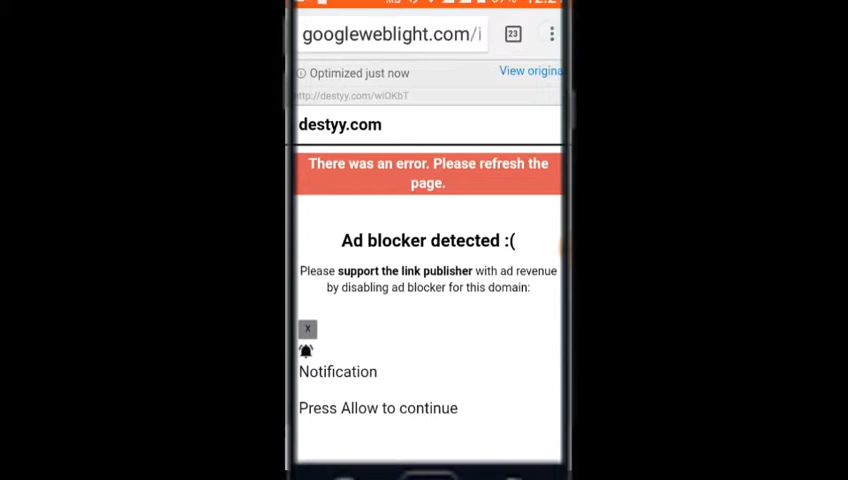 googleweblight.com/i
23
Optimized just now
View origina
http://destyy.com/wiOKbT
destyy.com
There was an error. Please refresh the
page.
Ad blocker detected :(
Please support the link publisher with ad revenue
by disabling ad blocker for this domain:
X
Notification
Press Allow to continue